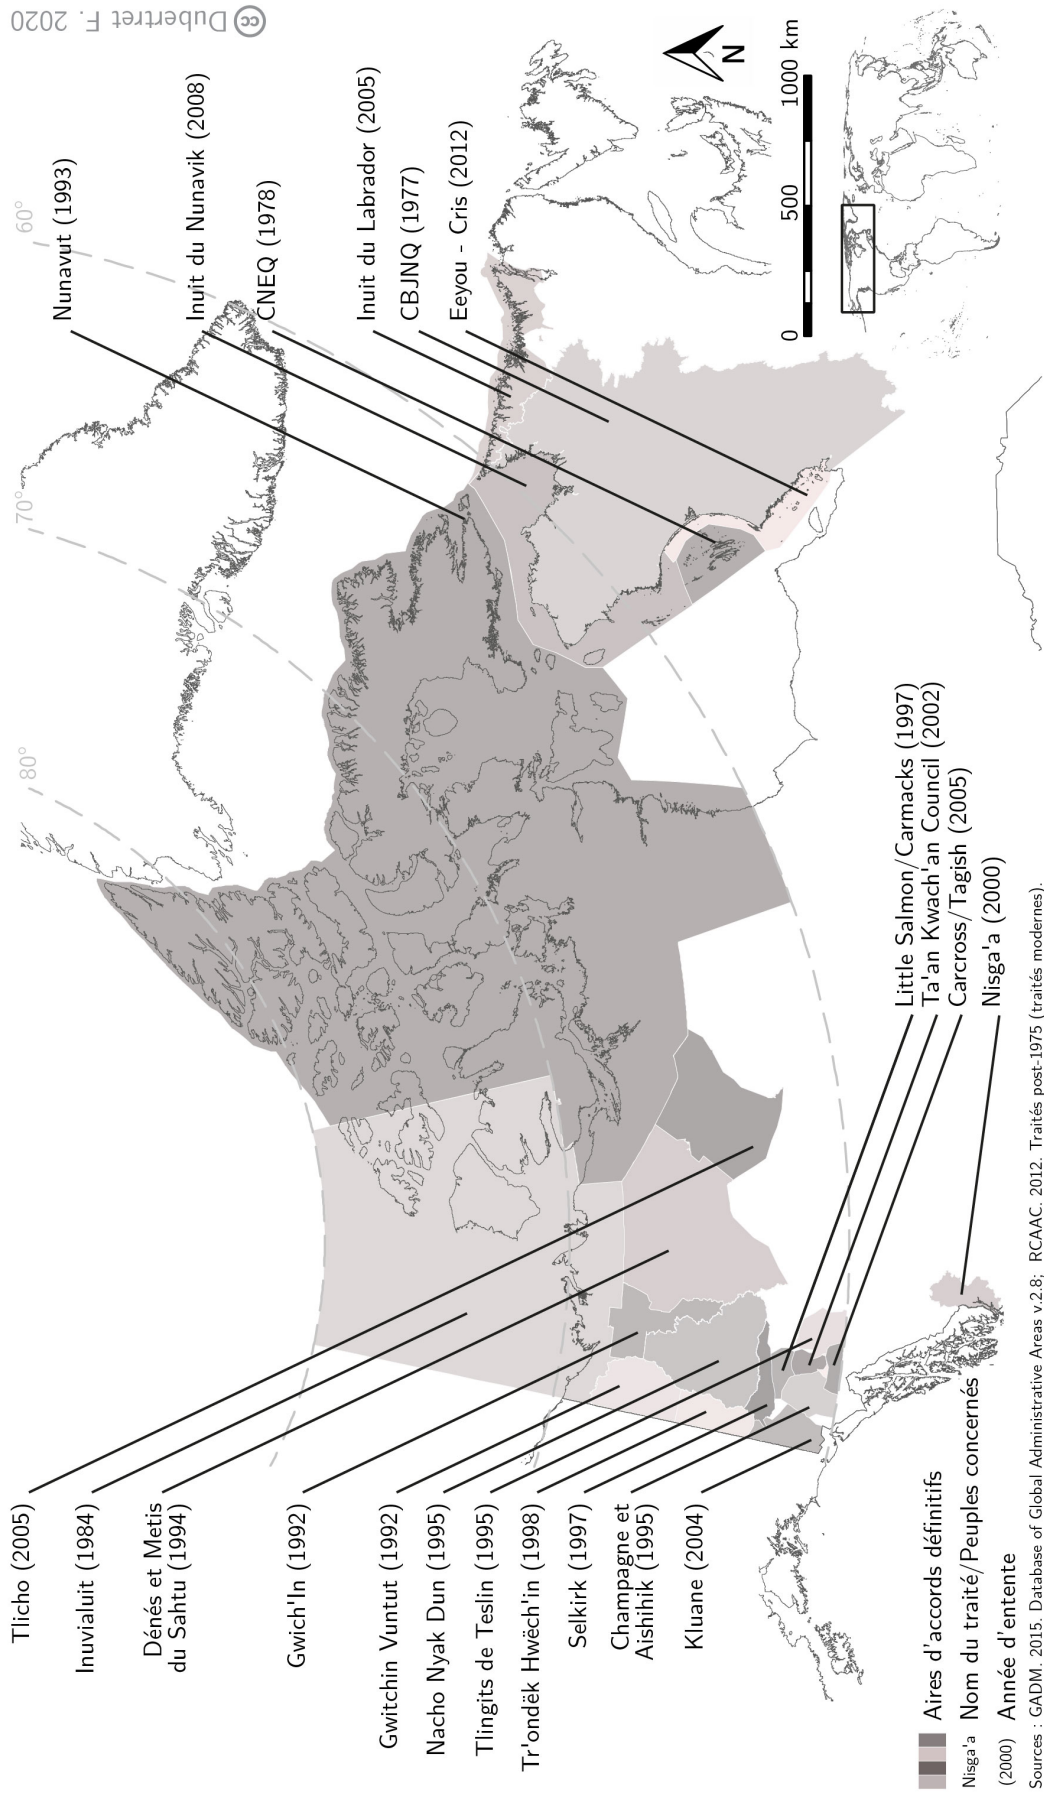 Tlicho (2005)
Inuvialuit (1984)
Dénés et Metis
du Sahtu (1994)
Gwich'In (1992)
Gwitchin Vuntut (1992)
Nacho Nyak Dun (1995)
Tlingits de Teslin (1995)
Tr'ondëk Hwëch'in (1998)
Selkirk (1997)
Champagne et
Aishihik (1995)
Kluane (2004)
80°
70°
60°
Nunavut (1993)
Inuit du Nunavik (2008)
CNEQ (1978)
Inuit du Labrador (2005)
CBJNQ (1977)
Eeyou - Cris (2012)
Little Salmon/Carmacks (1997)
Ta'an Kwach'an Council (2002)
Carcross/Tagish (2005)
Nisga'a (2000)
N
0 500 1000 km
Aires d'accords définitifs
Nisga'a Nom du traité/Peuples concernés
(2000) Année d'entente
Sources : GADM. 2015. Database of Global Administrative Areas v.2.8; RCAAC. 2012. Traités post-1975 (traités modernes).
cc Dubertret F. 2020